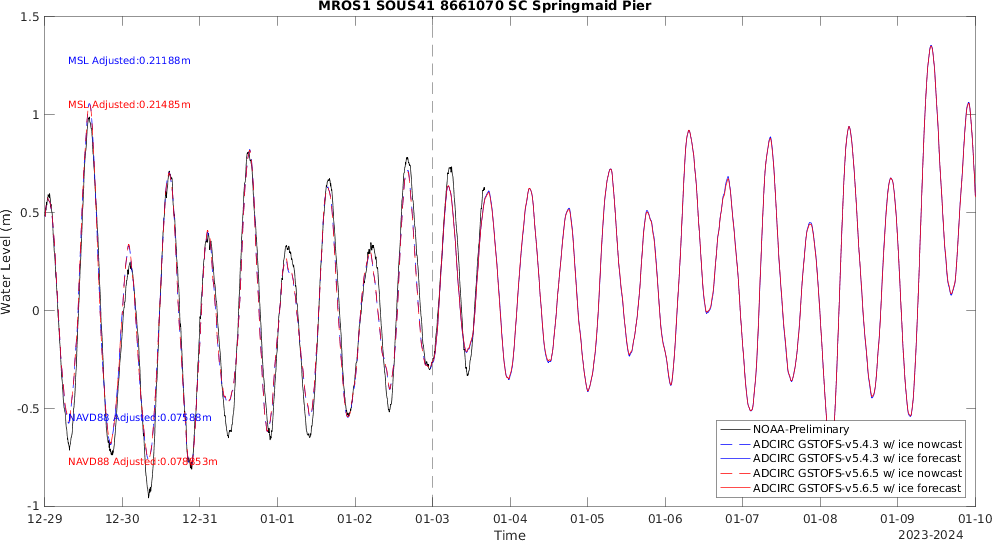 MROS1 SOUS41 8661070 SC Springmaid Pier
1.5
1
0.5
0
-0.5
-1
Water Level (m)
MSL Adjusted:0.21188m
MSL Adjusted:0.21485m
NAVD88 Adjusted:0.07588m
NOAA-Preliminary
ADCIRC GSTOFS-v5.4.3 w/ ice nowcast
ADCIRC GSTOFS-v5.4.3 w/ ice forecast
ADCIRC GSTOFS-v5.6.5 w/ ice nowcast
ADCIRC GSTOFS-v5.6.5 w/ ice forecast
NAVD88
12-29
12-30
12-31
01-01
01-02
01-03
01-04
01-05
01-06
01-07
01-08
01-09
01-10
Time
2023-2024